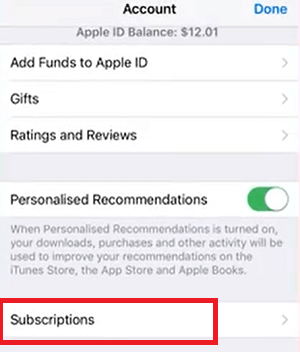 Account
Done
Apple ID Balance: $12.01
Add Funds to Apple ID
Gifts
Ratings and Reviews
Personalised Recommendations
When Personalised Recommendations is turned on,
your downloads, purchases and other activity will be
used to improve your recommendations on the
iTunes Store, the App Store and Apple Books.
Subscriptions